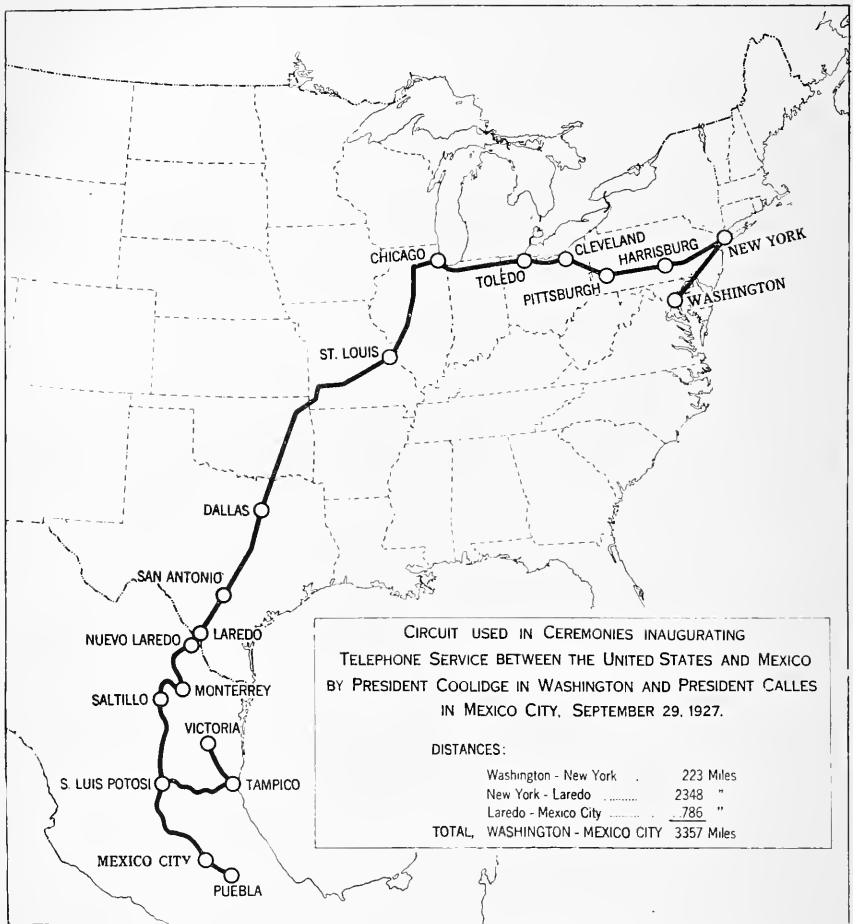 CHICAGO
TOLEDO
CLEVELAND
PITTSBURGH
HARRISBURG
NEW YORK
WASHINGTON
ST. LOUIS
DALLAS
SAN ANTONIO
LAREDO
NUEVO LAREDO
MONTERREY
SALTILLO
VICTORIA
S. LUIS POTOSI
TAMPICO
MEXICO CITY
PUEBLA
CIRCUIT USED IN CEREMONIES INAUGURATING
TELEPHONE SERVICE BETWEEN THE UNITED STATES AND MEXICO
BY PRESIDENT COOLIDGE IN WASHINGTON AND PRESIDENT CALLES
IN MEXICO CITY, SEPTEMBER 29, 1927.
DISTANCES:
Washington - New York . 223 Miles
New York - Laredo ......... 2348 "
Laredo - Mexico City ......... . 786 "
TOTAL, WASHINGTON - MEXICO CITY 3357 Miles